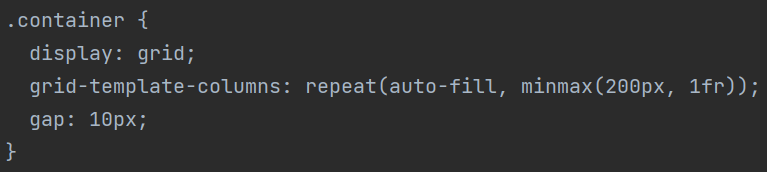 .container {
  display: grid;
  grid-template-columns: repeat(auto-fill, minmax(200px, 1fr));
  gap: 10px;
}